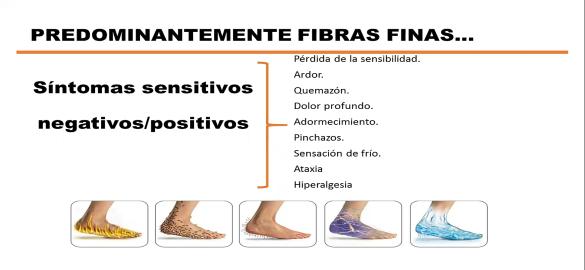 PREDOMINANTEMENTE FIBRAS FINAS...
Síntomas sensitivos
negativos/positivos
Pérdida de la sensibilidad.
Ardor.
Quemazón.
Dolor profundo.
Adormecimiento.
Pinchazos.
Sensación de frío.
Ataxia
Hiperalgesia